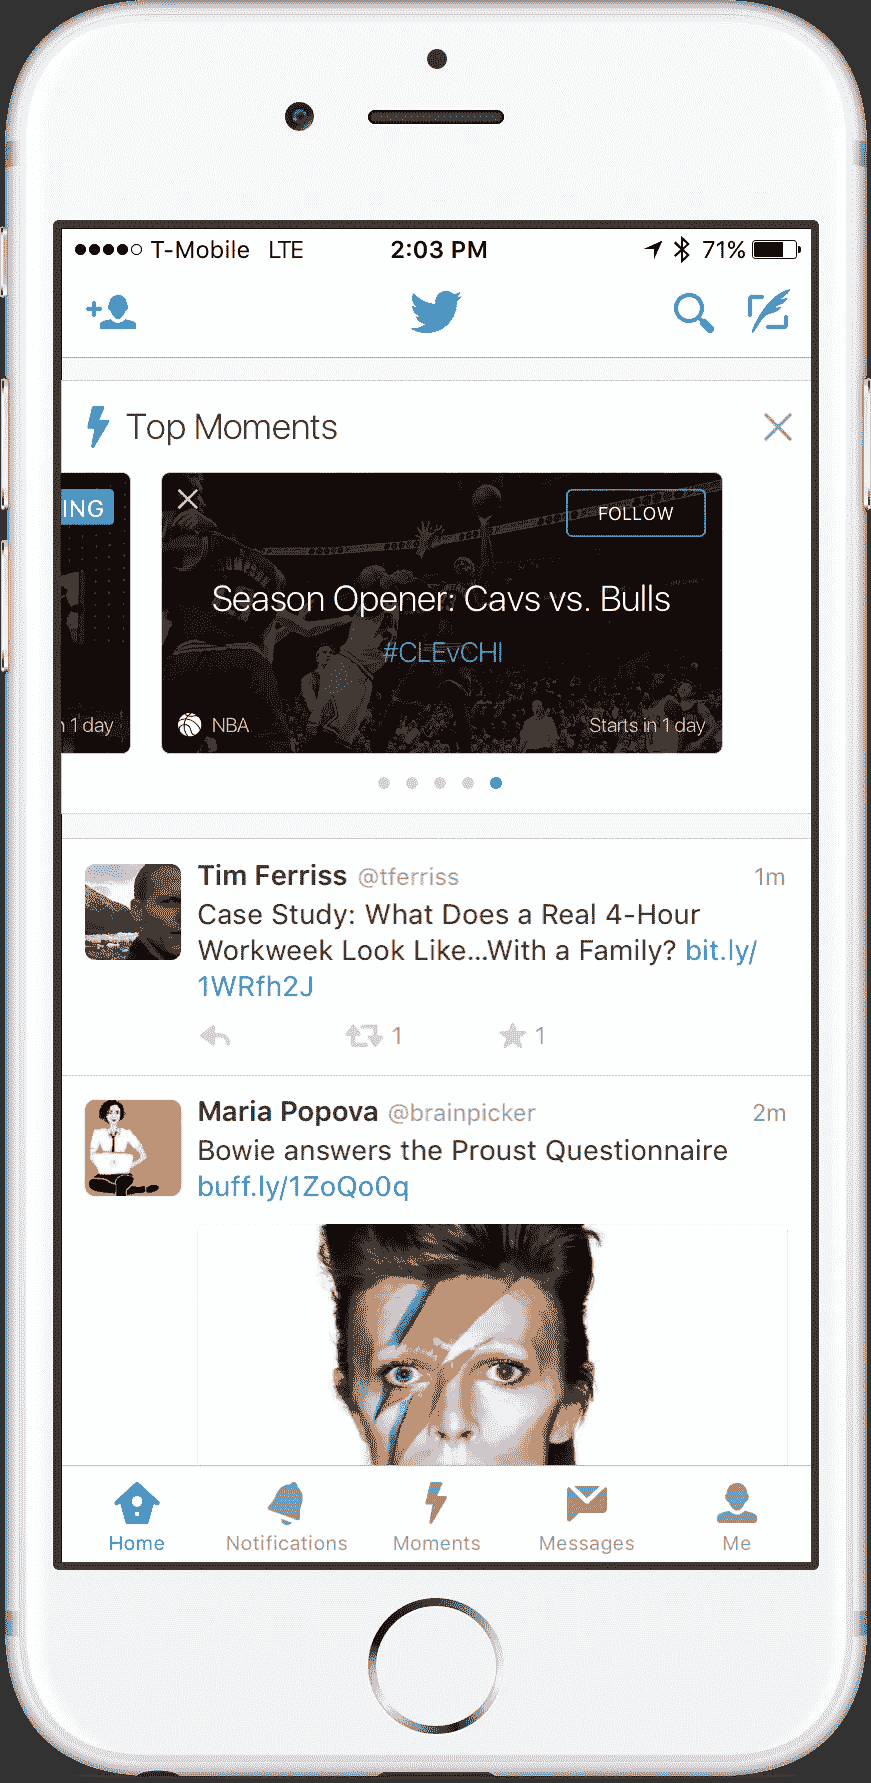 T-Mobile LTE 2:03 PM 71%
Top Moments
ING
FOLLOW
Season Opener: Cavs vs. Bulls
#CLEvCHI
n 1 day
NBA
Starts in 1 day
Tim Ferriss @tferriss 1m
Case Study: What Does a Real 4-Hour
Workweek Look Like...With a Family? bit.ly/
1WRfh2J
1 1
Maria Popova @brainpicker 2m
Bowie answers the Proust Questionnaire
buff.ly/1ZoQo0q
Home Notifications Moments Messages Me